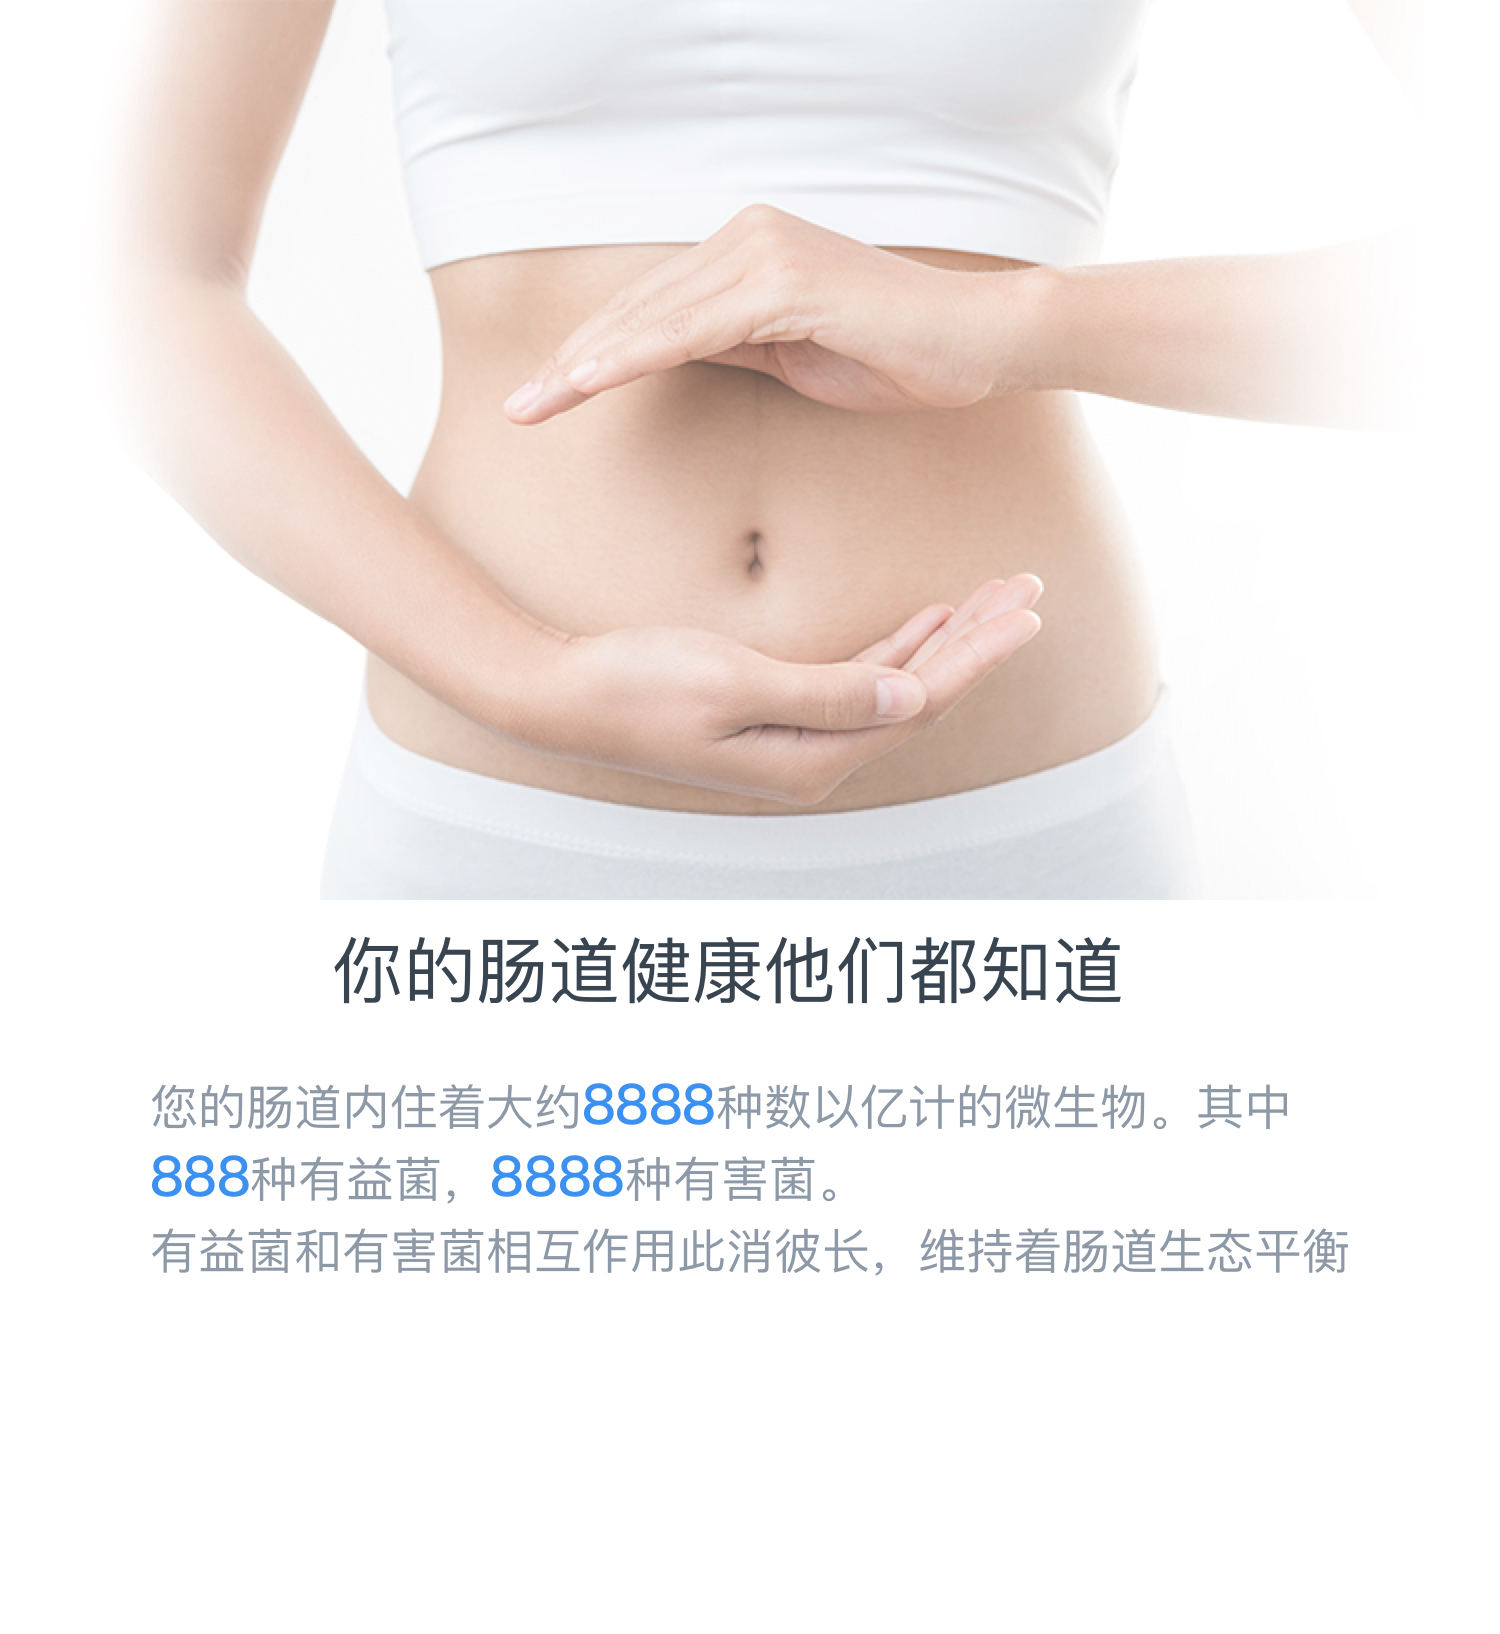 你的肠道健康他们都知道
您的肠道内住着大约8888种数以亿计的微生物。其中
888种有益菌，8888种有害菌。
有益菌和有害菌相互作用此消彼长，维持着肠道生态平衡